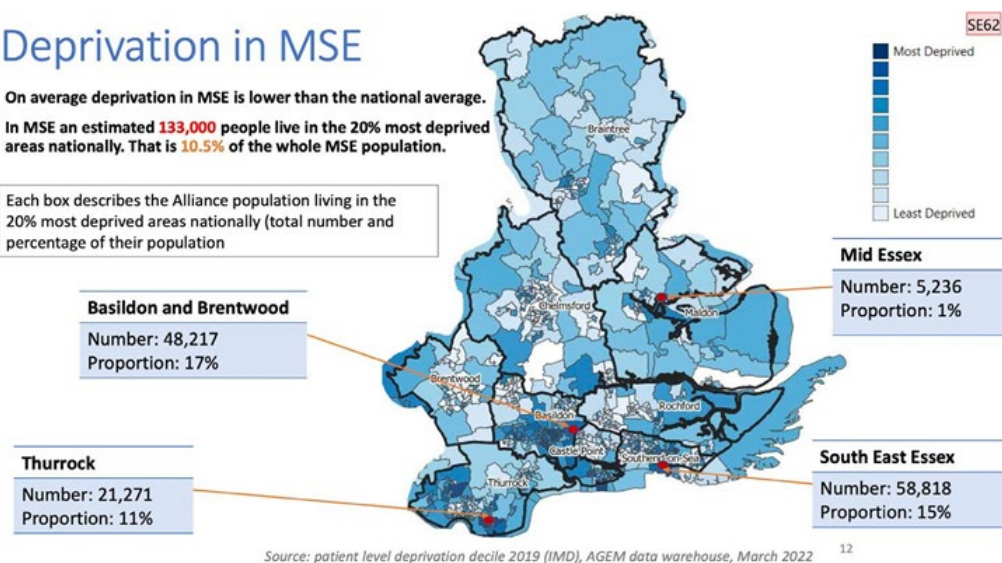 SE62
Deprivation in MSE
On average deprivation in MSE is lower than the national average.
In MSE an estimated 133,000 people live in the 20% most deprived
areas nationally. That is 10.5% of the whole MSE population.
Each box describes the Alliance population living in the
20% most deprived areas nationally (total number and
percentage of their population
Most Deprived
Least Deprived
Braintree
Chelmsford
Maldon
Brentwood
Basildon
Rochford
Castle Point
Southend-on-Sea
Thurrock
Mid Essex
Number: 5,236
Proportion: 1%
Basildon and Brentwood
Number: 48,217
Proportion: 17%
Thurrock
Number: 21,271
Proportion: 11%
South East Essex
Number: 58,818
Proportion: 15%
Source: patient level deprivation decile 2019 (IMD), AGEM data warehouse, March 2022
12